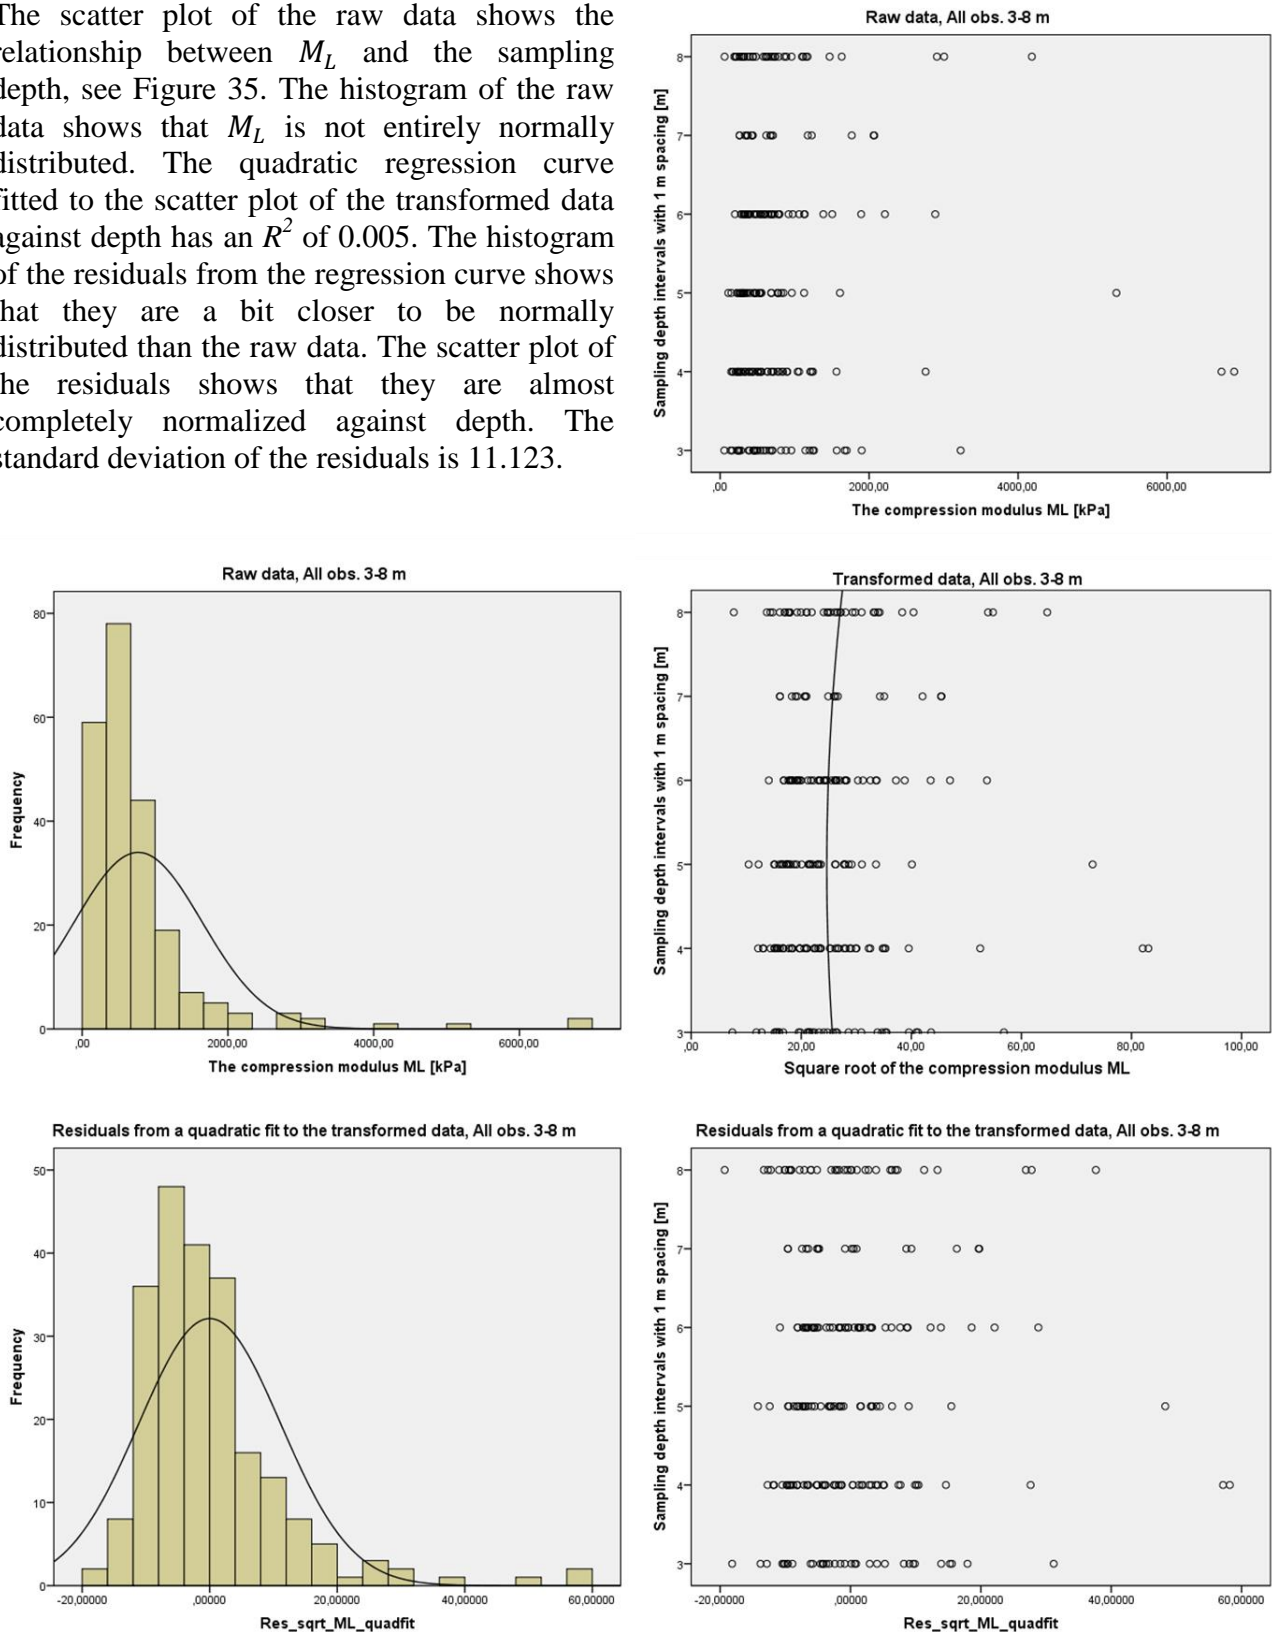 The scatter plot of the raw data shows the
relationship between M_L and the sampling
depth, see Figure 35. The histogram of the raw
data shows that M_L is not entirely normally
distributed. The quadratic regression curve
fitted to the scatter plot of the transformed data
against depth has an R² of 0.005. The histogram
of the residuals from the regression curve shows
that they are a bit closer to be normally
distributed than the raw data. The scatter plot of
the residuals shows that they are almost
completely normalized against depth. The
standard deviation of the residuals is 11.123.
Raw data, All obs. 3-8 m
Sampling depth intervals with 1 m spacing [m]
8
7
6
5
4
3
,00 2000,00 4000,00 6000,00
The compression modulus ML [kPa]
Raw data, All obs. 3-8 m
Frequency
80
60
40
20
0
,00 2000,00 4000,00 6000,00
The compression modulus ML [kPa]
Transformed data, All obs. 3-8 m
Sampling depth intervals with 1 m spacing [m]
8
7
6
5
4
3
,00 20,00 40,00 60,00 80,00 100,00
Square root of the compression modulus ML
Residuals from a quadratic fit to the transformed data, All obs. 3-8 m
Frequency
50
40
30
20
10
0
-20,00000 ,00000 20,00000 40,00000 60,00000
Res_sqrt_ML_quadfit
Residuals from a quadratic fit to the transformed data, All obs. 3-8 m
Sampling depth intervals with 1 m spacing [m]
8
7
6
5
4
3
-20,00000 ,00000 20,00000 40,00000 60,00000
Res_sqrt_ML_quadfit